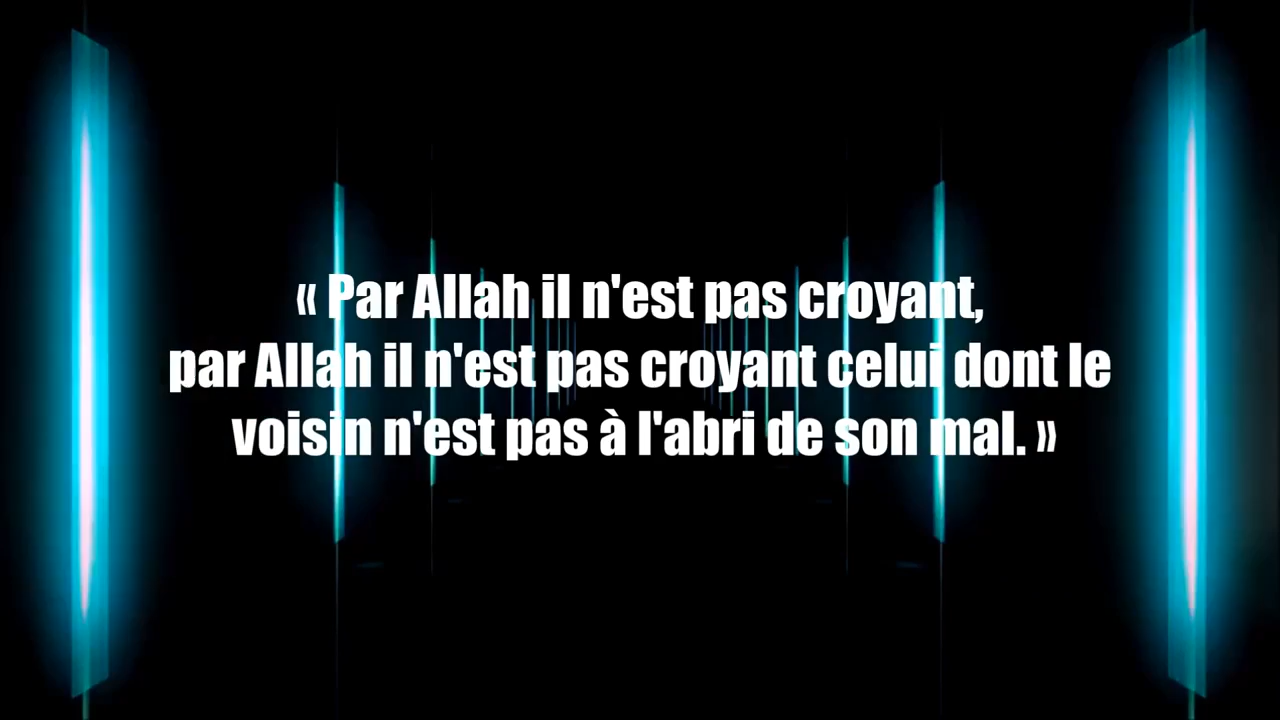 « Par Allah il n'est pas croyant,
par Allah il n'est pas croyant celui dont le
voisin n'est pas à l'abri de son mal. »